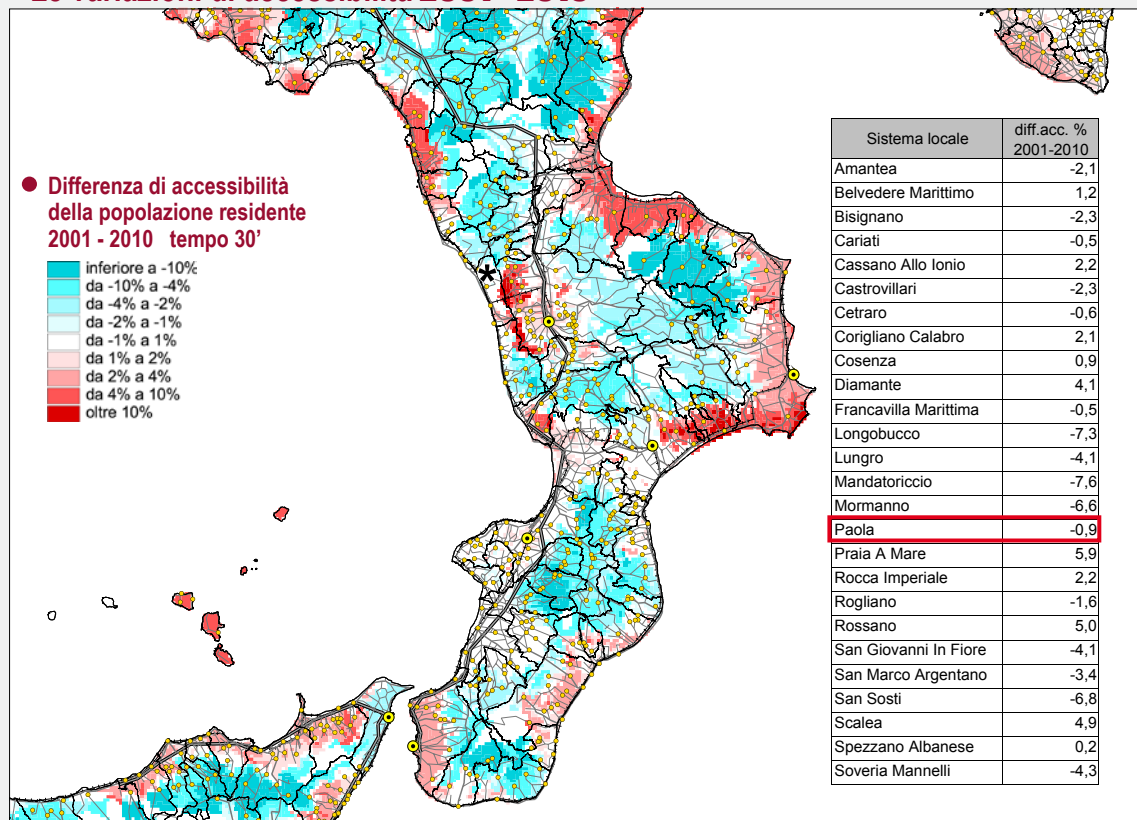 ● Differenza di accessibilità
della popolazione residente
2001 - 2010 tempo 30’
inferiore a -10%
da -10% a -4%
da -4% a -2%
da -2% a -1%
da -1% a 1%
da 1% a 2%
da 2% a 4%
da 4% a 10%
oltre 10%
*
Sistema locale diff.acc. %
2001-2010
Amantea -2,1
Belvedere Marittimo 1,2
Bisignano -2,3
Cariati -0,5
Cassano Allo Ionio 2,2
Castrovillari -2,3
Cetraro -0,6
Corigliano Calabro 2,1
Cosenza 0,9
Diamante 4,1
Francavilla Marittima -0,5
Longobucco -7,3
Lungro -4,1
Mandatoriccio -7,6
Mormanno -6,6
Paola -0,9
Praia A Mare 5,9
Rocca Imperiale 2,2
Rogliano -1,6
Rossano 5,0
San Giovanni In Fiore -4,1
San Marco Argentano -3,4
San Sosti -6,8
Scalea 4,9
Spezzano Albanese 0,2
Soveria Mannelli -4,3